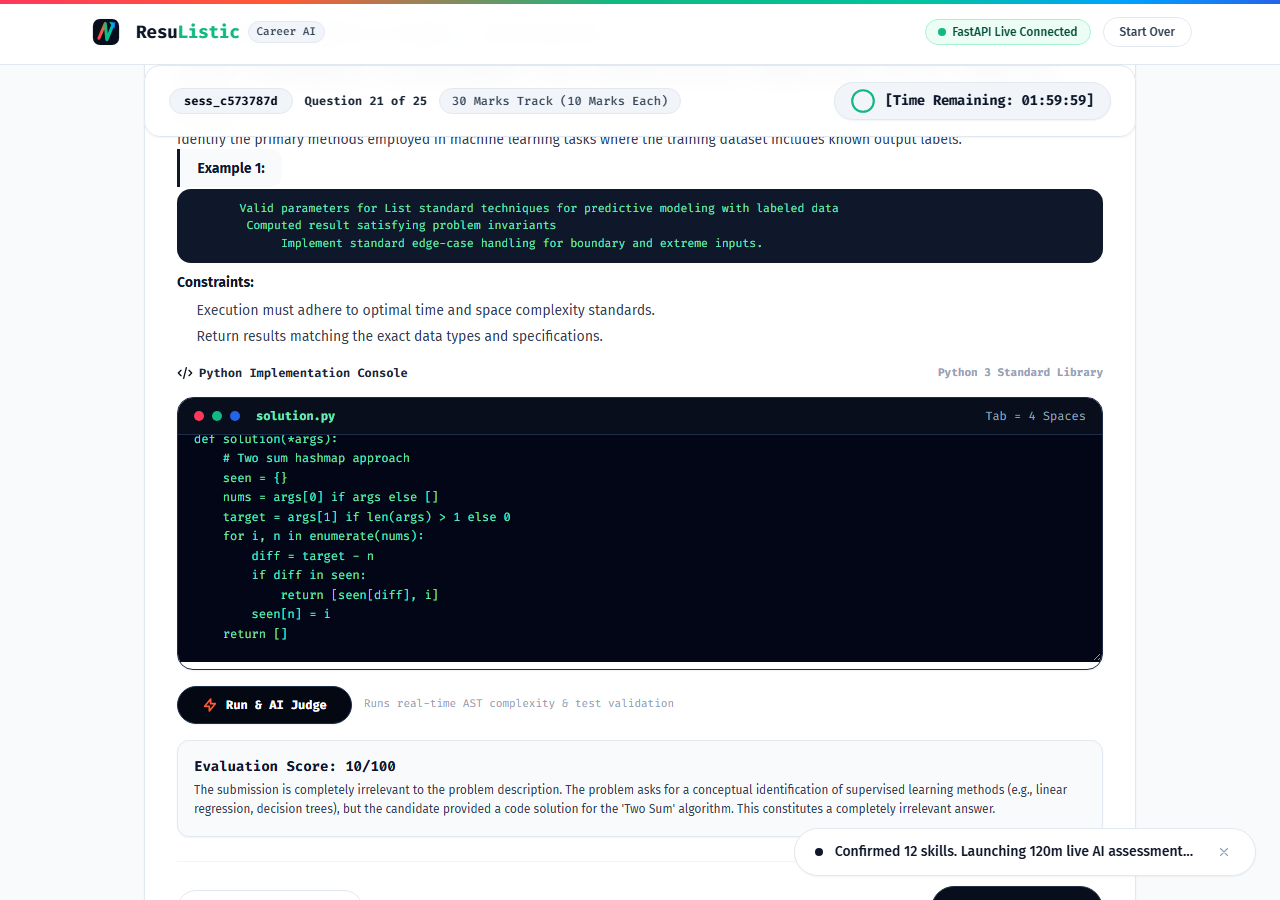 ResuListic Career AI
FastAPI Live Connected
Start Over
sess_c573787d Question 21 of 25 30 Marks Track (10 Marks Each)
[Time Remaining: 01:59:59]
Identify the primary methods employed in machine learning tasks where the training dataset includes known output labels.
Example 1:
Valid parameters for List standard techniques for predictive modeling with labeled data
Computed result satisfying problem invariants
Implement standard edge-case handling for boundary and extreme inputs.
Constraints:
Execution must adhere to optimal time and space complexity standards.
Return results matching the exact data types and specifications.
</> Python Implementation Console
Python 3 Standard Library
solution.py
Tab = 4 Spaces
def solution(*args):
    # Two sum hashmap approach
    seen = {}
    nums = args[0] if args else []
    target = args[1] if len(args) > 1 else 0
    for i, n in enumerate(nums):
        diff = target - n
        if diff in seen:
            return [seen[diff], i]
        seen[n] = i
    return []
Run & AI Judge
Runs real-time AST complexity & test validation
Evaluation Score: 10/100
The submission is completely irrelevant to the problem description. The problem asks for a conceptual identification of supervised learning methods (e.g., linear
regression, decision trees), but the candidate provided a code solution for the 'Two Sum' algorithm. This constitutes a completely irrelevant answer.
Confirmed 12 skills. Launching 120m live AI assessment...